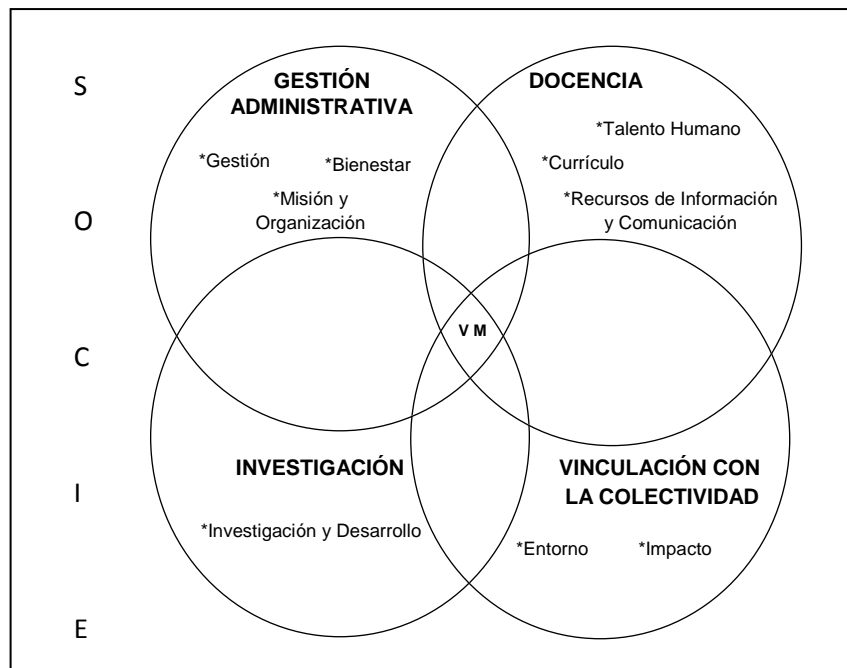 S
O
C
I
E
GESTIÓN
ADMINISTRATIVA
*Gestión
*Bienestar
*Misión y
Organización
DOCENCIA
*Talento Humano
*Currículo
*Recursos de Información
y Comunicación
V M
INVESTIGACIÓN
*Investigación y Desarrollo
VINCULACIÓN CON
LA COLECTIVIDAD
*Entorno
*Impacto